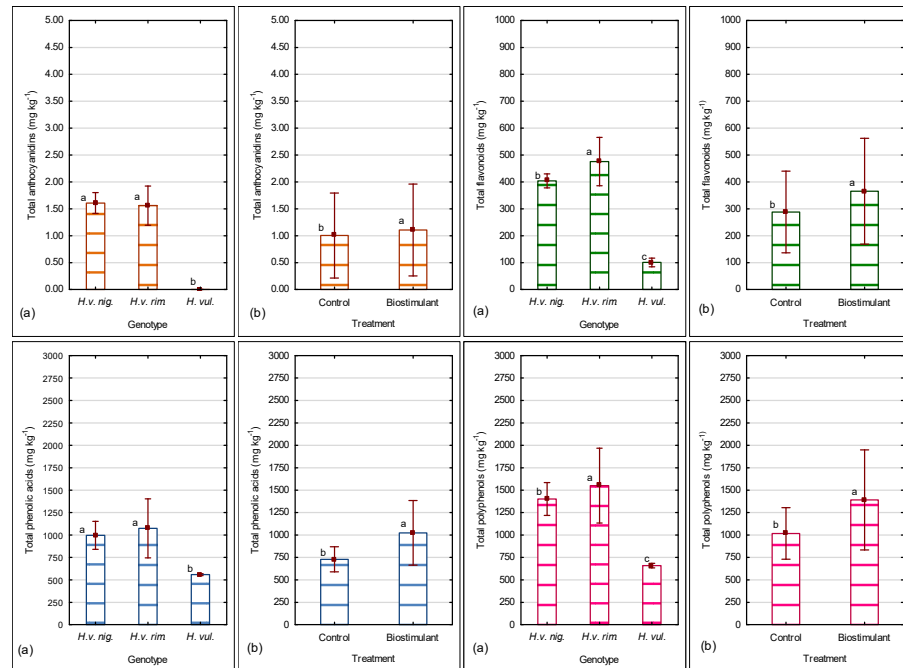 Total anthocyanidins (mg kg⁻¹)
5.00
4.50
4.00
3.50
3.00
2.50
2.00
1.50
1.00
0.50
0.00
a
a
b
H.v. nig. H.v. rim. H. vul.
(a)
Genotype
Total anthocyanidins (mg kg⁻¹)
5.00
4.50
4.00
3.50
3.00
2.50
2.00
1.50
1.00
0.50
0.00
b
a
Control Biostimulant
(b)
Treatment
Total flavonoids (mg kg⁻¹)
1000
900
800
700
600
500
400
300
200
100
0
b
a
c
H.v. nig. H.v. rim. H. vul.
(a)
Genotype
Total flavonoids (mg kg⁻¹)
1000
900
800
700
600
500
400
300
200
100
0
b
a
Control Biostimulant
(b)
Treatment
Total phenolic acids (mg kg⁻¹)
3000
2750
2500
2250
2000
1750
1500
1250
1000
750
500
250
0
a
a
b
H.v. nig. H.v. rim. H. vul.
(a)
Genotype
Total phenolic acids (mg kg⁻¹)
3000
2750
2500
2250
2000
1750
1500
1250
1000
750
500
250
0
b
a
Control Biostimulant
(b)
Treatment
Total polyphenols (mg kg⁻¹)
3000
2750
2500
2250
2000
1750
1500
1250
1000
750
500
250
0
b
a
c
H.v. nig. H.v. rim. H. vul.
(a)
Genotype
Total polyphenols (mg kg⁻¹)
3000
2750
2500
2250
2000
1750
1500
1250
1000
750
500
250
0
b
a
Control Biostimulant
(b)
Treatment